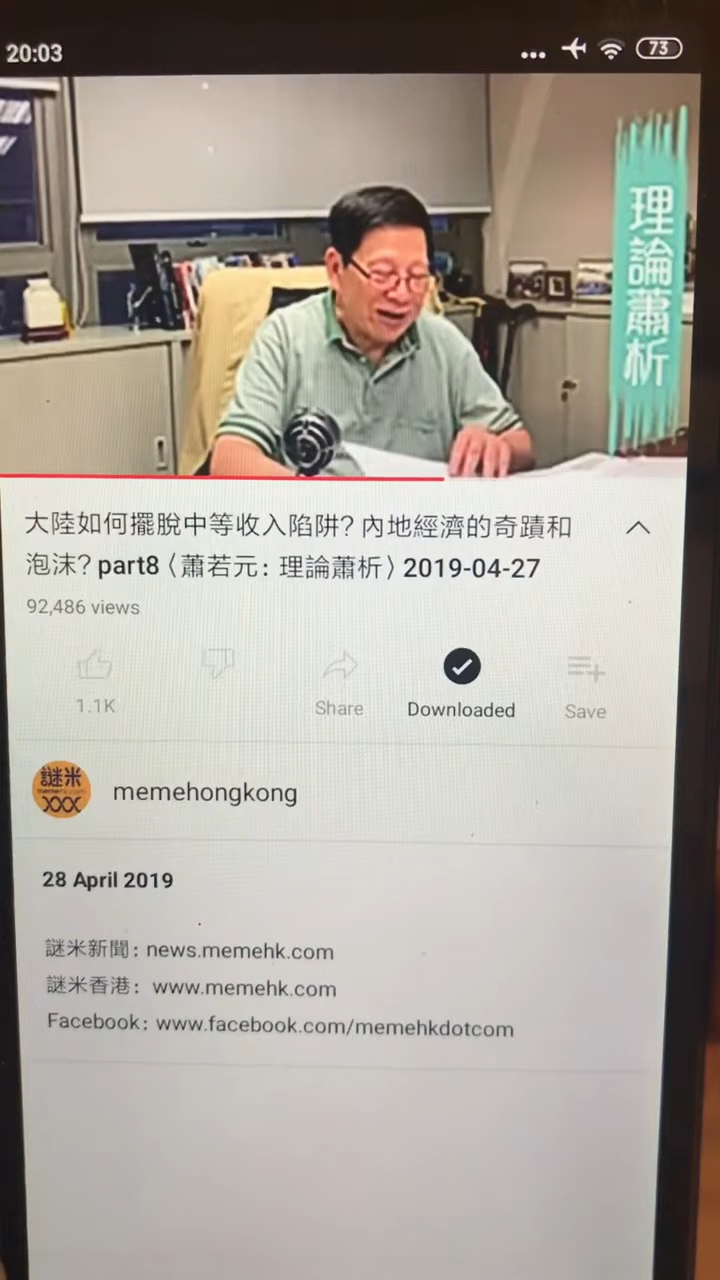 20:03
73
理論蕭析
大陸如何擺脫中等收入陷阱? 內地經濟的奇蹟和
泡沫? part8〈蕭若元：理論蕭析〉2019-04-27
92,486 views
1.1K
Share
Downloaded
Save
謎米
memehongkong
28 April 2019
謎米新聞: news.memehk.com
謎米香港: www.memehk.com
Facebook: www.facebook.com/memehkdotcom